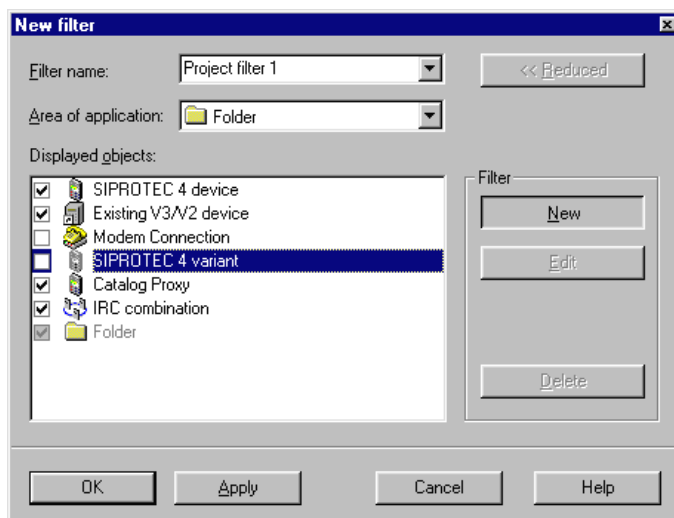 New filter
Filter name: Project filter 1 << Reduced
Area of application: Folder
Displayed objects:
SIPROTEC 4 device
Existing V3/V2 device
Modem Connection
SIPROTEC 4 variant
Catalog Proxy
IRC combination
Folder
Filter
New
Edit
Delete
OK Apply Cancel Help